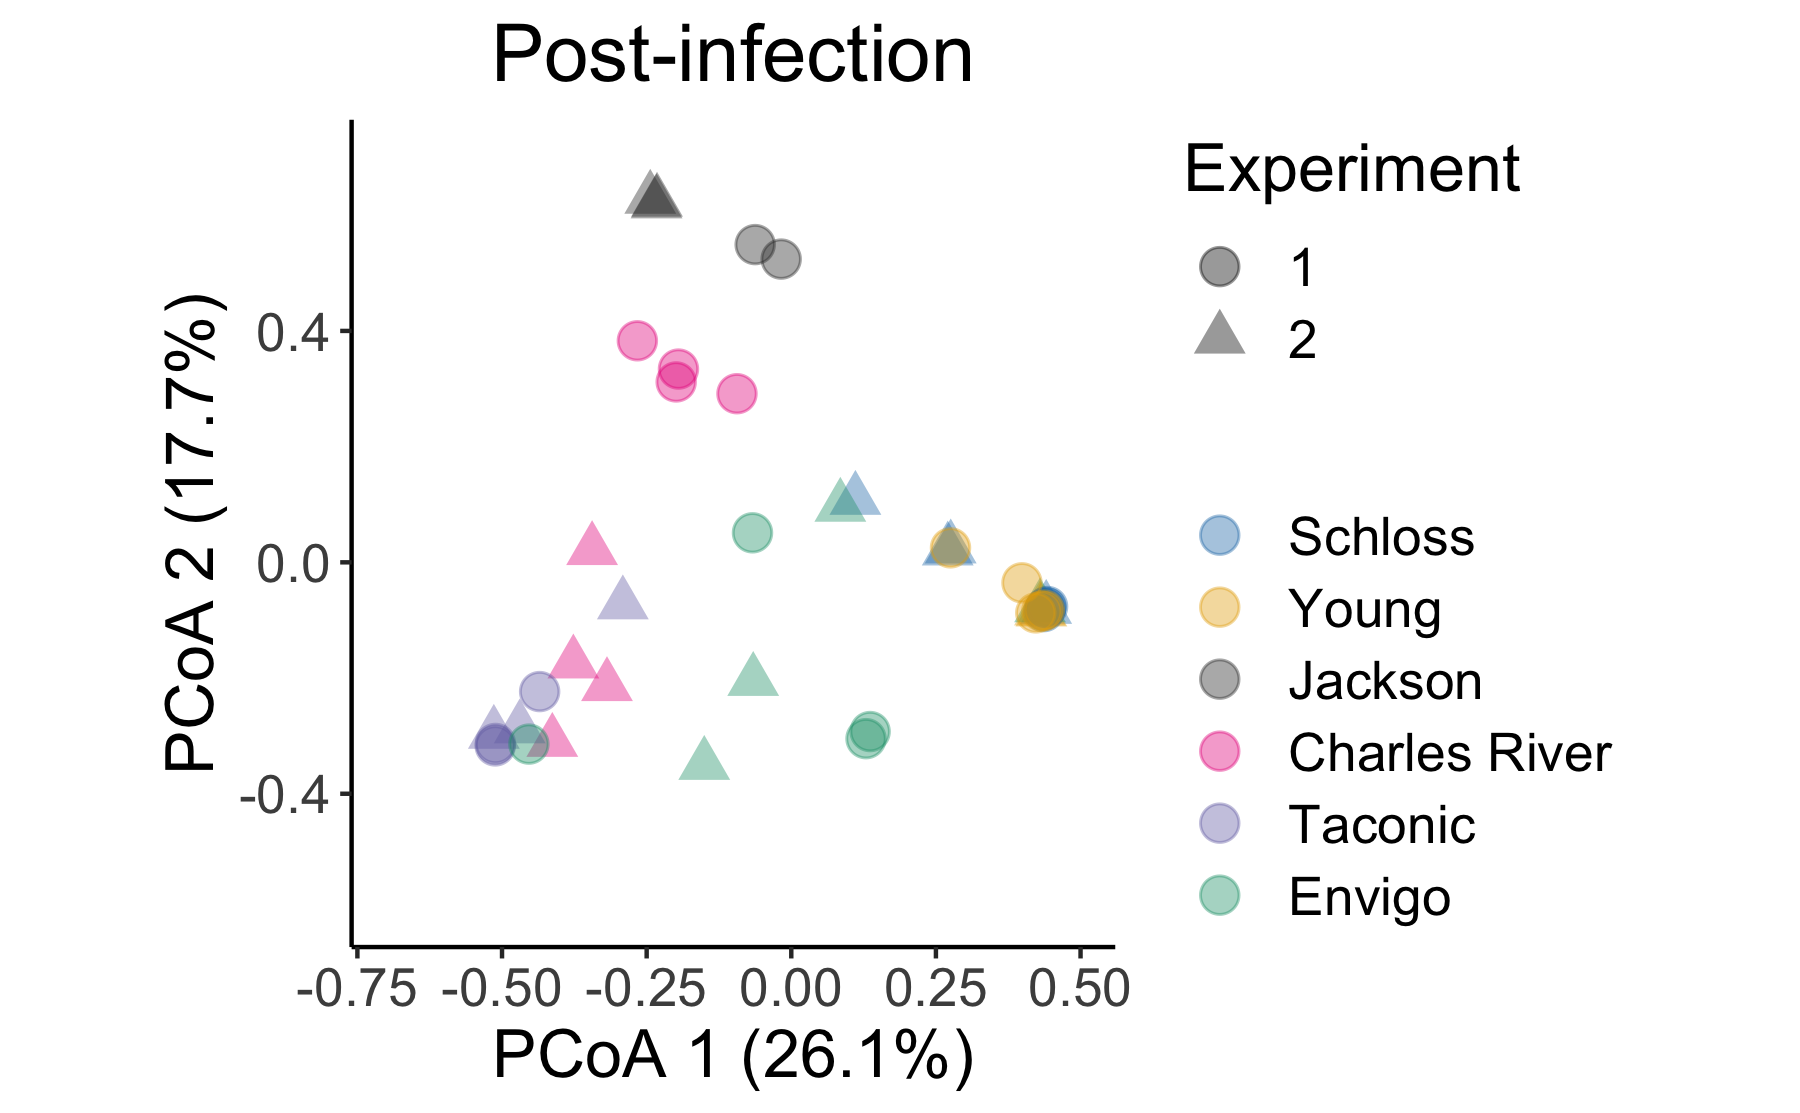 Post-infection
PCoA 2 (17.7%)
0.4
0.0
-0.4
-0.75 -0.50 -0.25 0.00 0.25 0.50
PCoA 1 (26.1%)
Experiment
1
2
Schloss
Young
Jackson
Charles River
Taconic
Envigo